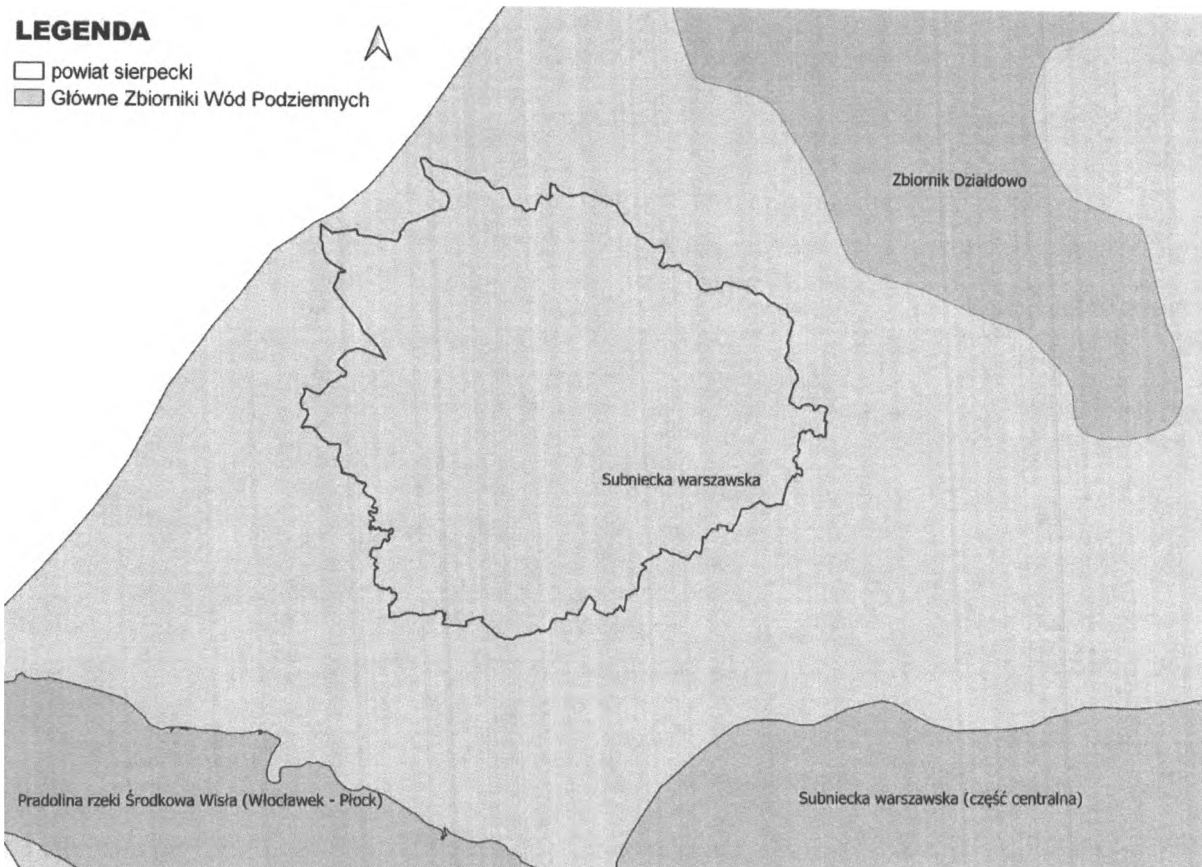 LEGENDA
powiat sierpecki
Główne Zbiorniki Wód Podziemnych
Zbiornik Działdowo
Subniecka warszawska
Pradolina rzeki Środkowa Wisła (Włocławek - Płock)
Subniecka warszawska (część centralna)